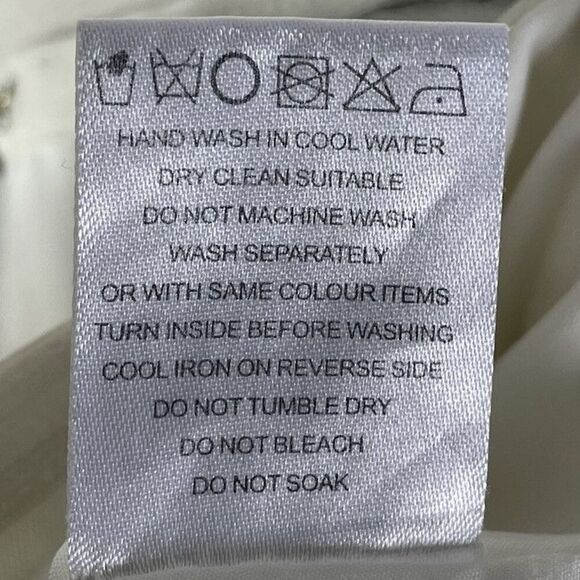 HAND WASH IN COOL WATER
DRY CLEAN SUITABLE
DO NOT MACHINE WASH
WASH SEPARATELY
OR WITH SAME COLOUR ITEMS
TURN INSIDE BEFORE WASHING
COOL IRON ON REVERSE SIDE
DO NOT TUMBLE DRY
DO NOT BLEACH
DO NOT SOAK